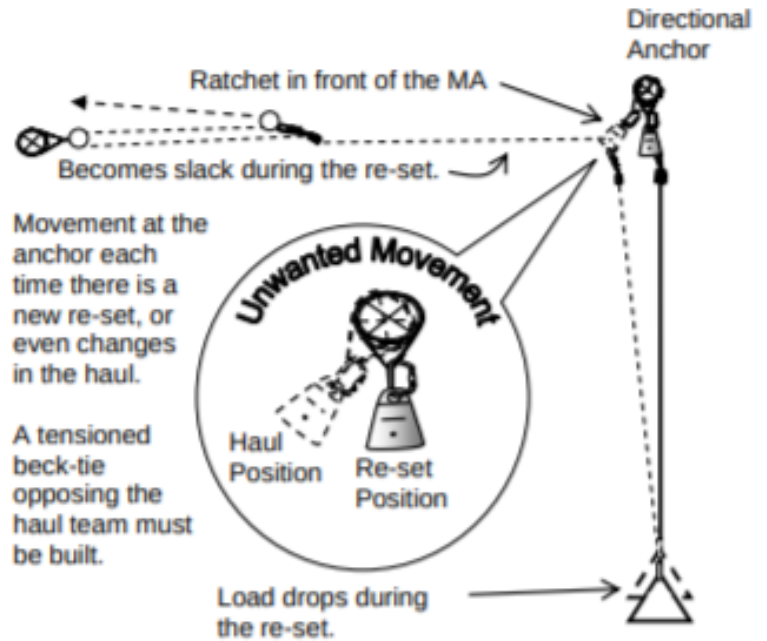 Directional
Anchor
Ratchet in front of the MA
Becomes slack during the re-set.
Movement at the
anchor each
time there is a
new re-set, or
even changes
in the haul.
A tensioned
beck-tie
opposing the
haul team must
be built.
Unwanted Movement
Haul
Position
Re-set
Position
Load drops during
the re-set.